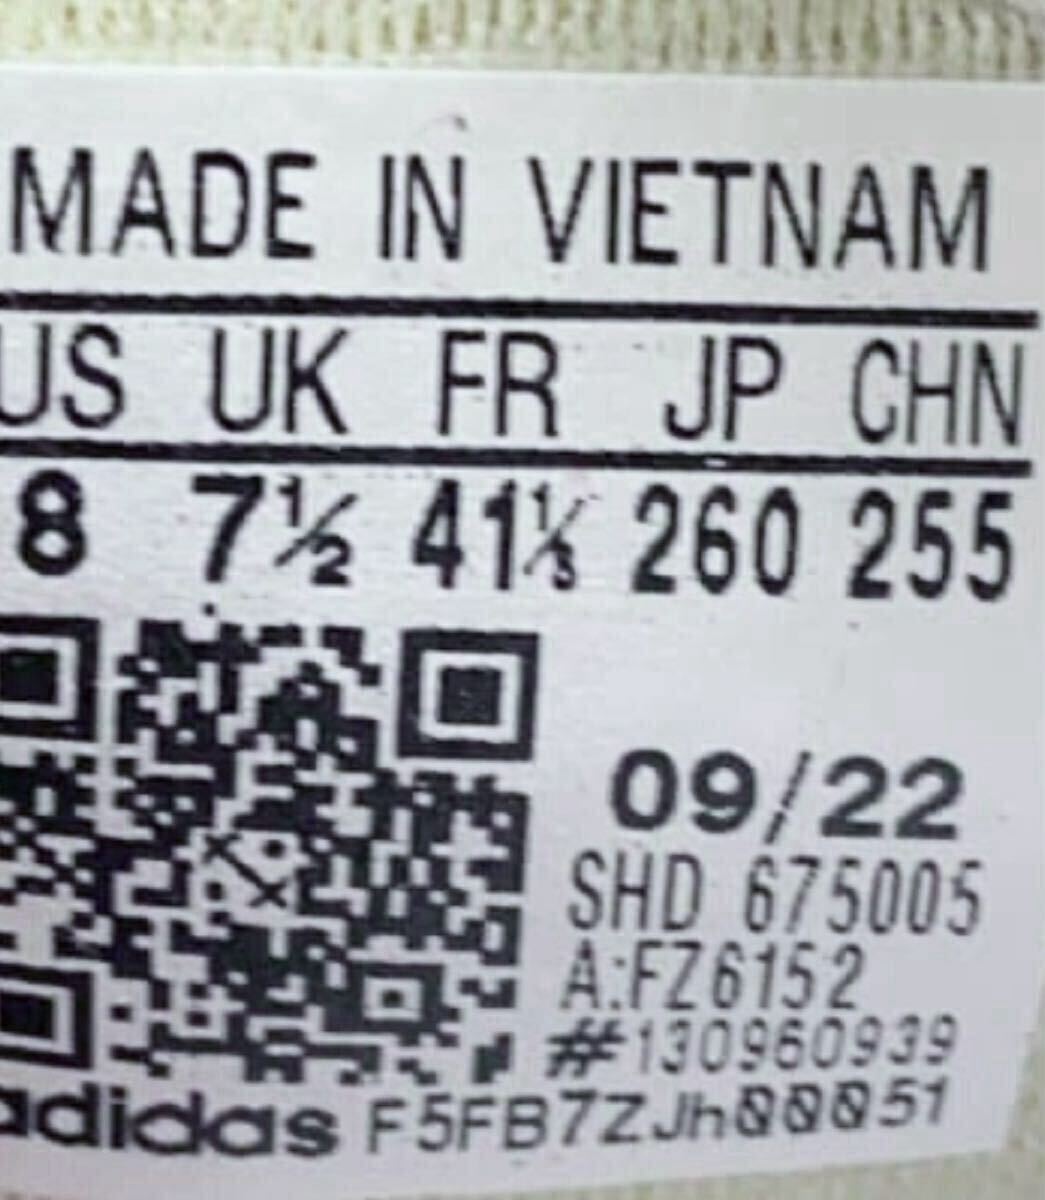 MADE IN VIETNAM
US UK FR JP CHN
8 7½ 41⅓ 260 255
09/22
SHD 675005
A:FZ6152
#130960939
adidas F5FB7ZJh00051